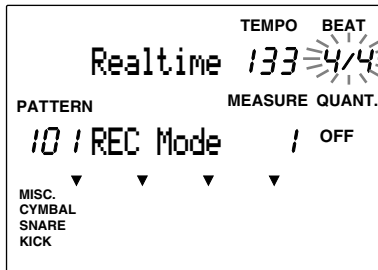 TEMPO BEAT
Realtime 133 4/4
PATTERN MEASURE QUANT.
101 REC Mode 1 OFF
MISC.
CYMBAL
SNARE
KICK